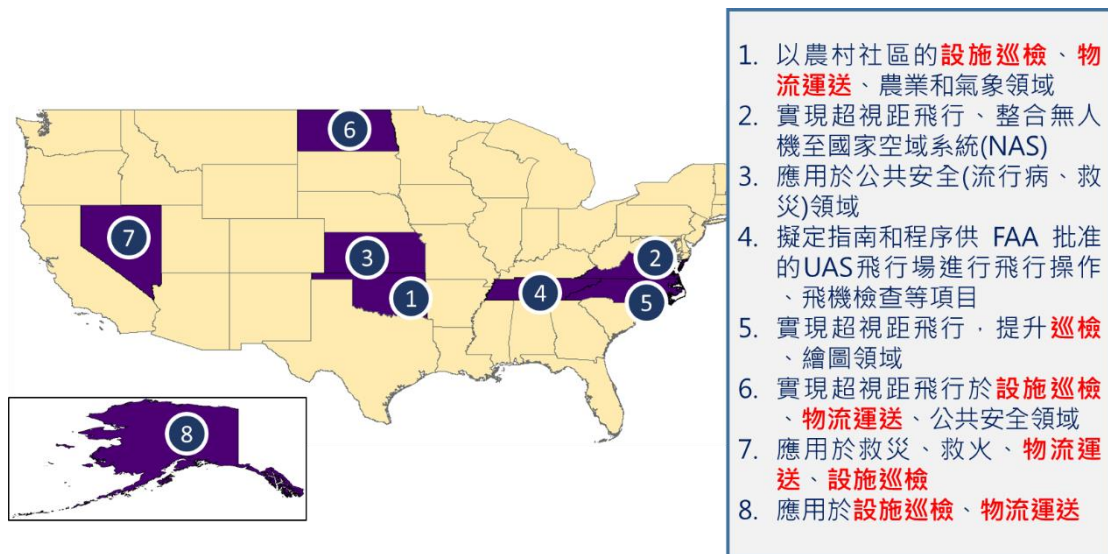 6
7
3
2
1
4
5
8
1. 以農村社區的設施巡檢、物
流運送、農業和氣象領域
2. 實現超視距飛行、整合無人
機至國家空域系統(NAS)
3. 應用於公共安全(流行病、救
災)領域
4. 擬定指南和程序供 FAA 批准
的UAS飛行場進行飛行操作
、飛機檢查等項目
5. 實現超視距飛行，提升巡檢
、繪圖領域
6. 實現超視距飛行於設施巡檢
、物流運送、公共安全領域
7. 應用於救災、救火、物流運
送、設施巡檢
8. 應用於設施巡檢、物流運送